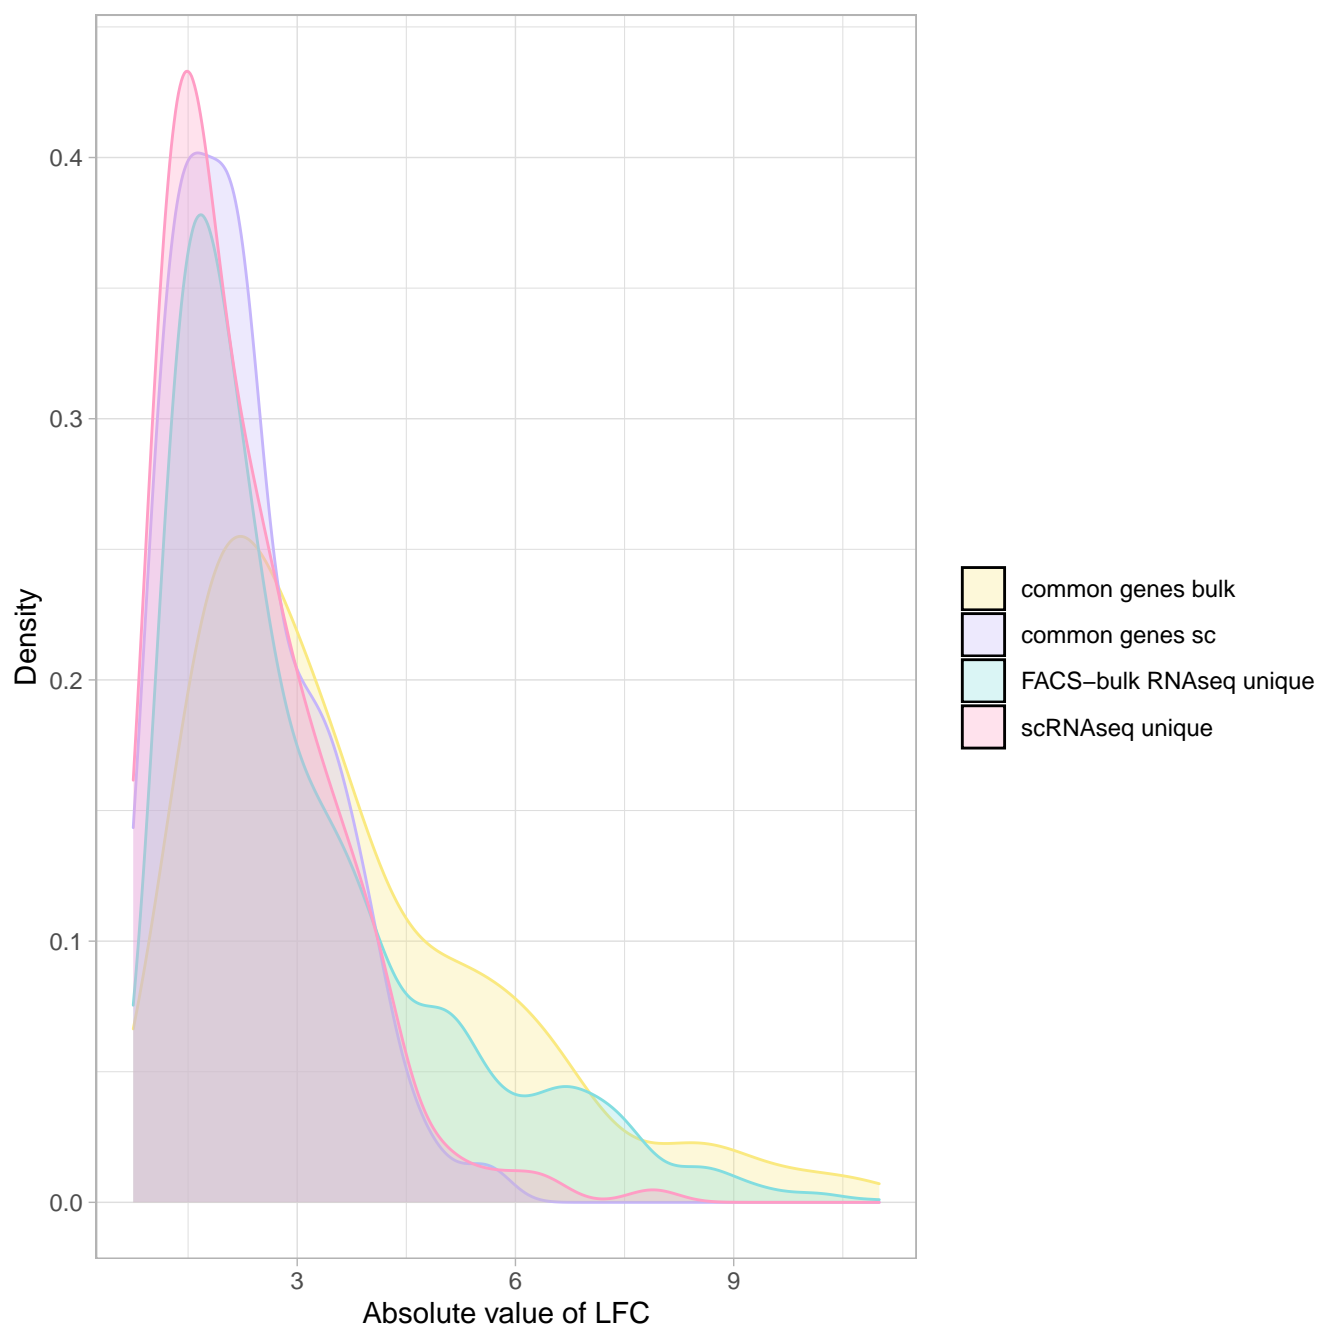 0.4
0.3
0.2
0.1
0.0
Density
3 6 9
Absolute value of LFC
common genes bulk
common genes sc
FACS−bulk RNAseq unique
scRNAseq unique